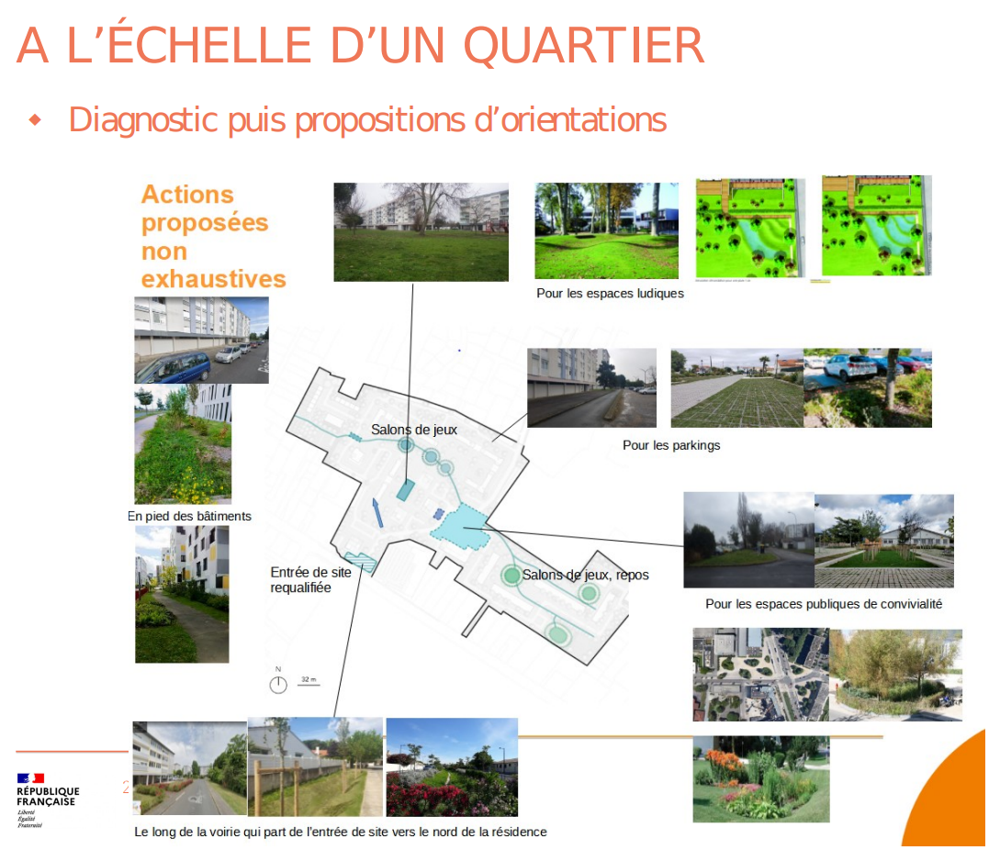 A L’ÉCHELLE D’UN QUARTIER
Diagnostic puis propositions d’orientations
Actions
proposées
non
exhaustives
Pour les espaces ludiques
Salons de jeux
Pour les parkings
En pied des bâtiments
Entrée de site
requalifiée
Salons de jeux, repos
Pour les espaces publiques de convivialité
N
32 m
RÉPUBLIQUE
FRANÇAISE
Liberté
Égalité
Fraternité
2
Le long de la voirie qui part de l’entrée de site vers le nord de la résidence